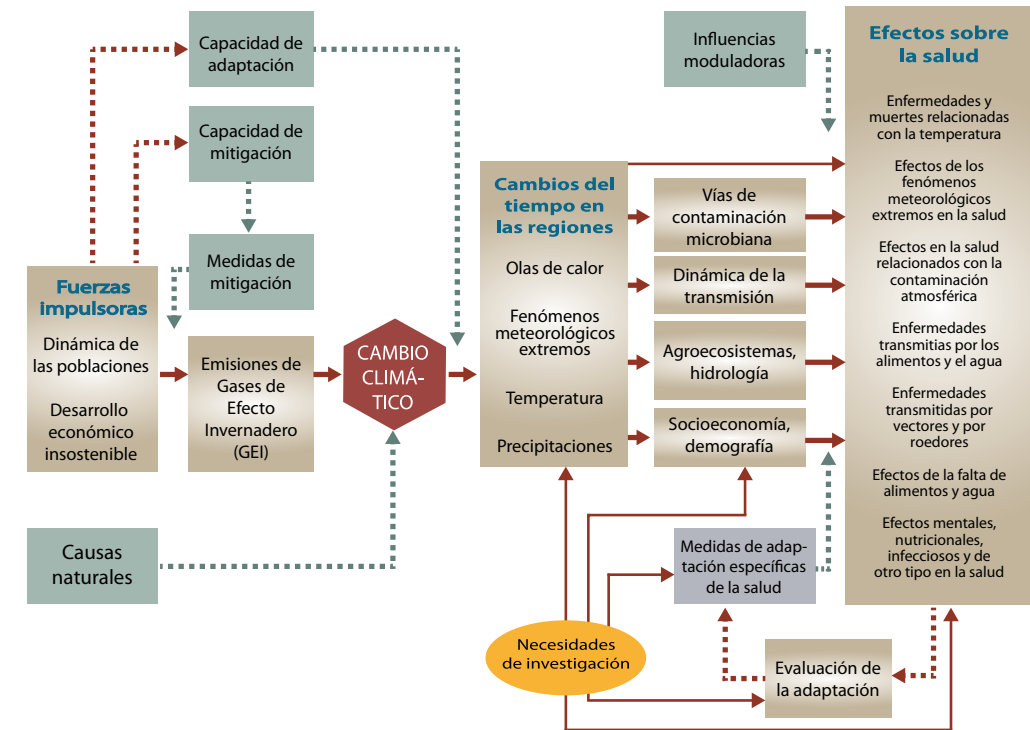 Capacidad de
adaptación
Capacidad de
mitigación
Medidas de
mitigación
Fuerzas
impulsoras
Dinámica de
las poblaciones
Desarrollo
económico
insostenible
Emisiones de
Gases de
Efecto
Invernadero
(GEI)
CAMBIO
CLIMÁ-
TICO
Causas
naturales
Cambios del
tiempo en
las regiones
Olas de calor
Fenómenos
meteorológicos
extremos
Temperatura
Precipitaciones
Influencias
moduladoras
Vías de
contaminación
microbiana
Dinámica de la
transmisión
Agroecosistemas,
hidrología
Socioeconomía,
demografía
Medidas de adap-
tación específicas
de la salud
Necesidades
de investigación
Evaluación de
la adaptación
Efectos sobre
la salud
Enfermedades y
muertes relacionadas
con la temperatura
Efectos de los
fenómenos
meteorológicos
extremos en la salud
Efectos en la salud
relacionados con la
contaminación
atmosférica
Enfermedades
transmitias por los
alimentos y el agua
Enfermedades
transmitidas por
vectores y por
roedores
Efectos de la falta de
alimentos y agua
Efectos mentales,
nutricionales,
infecciosos y de
otro tipo en la salud